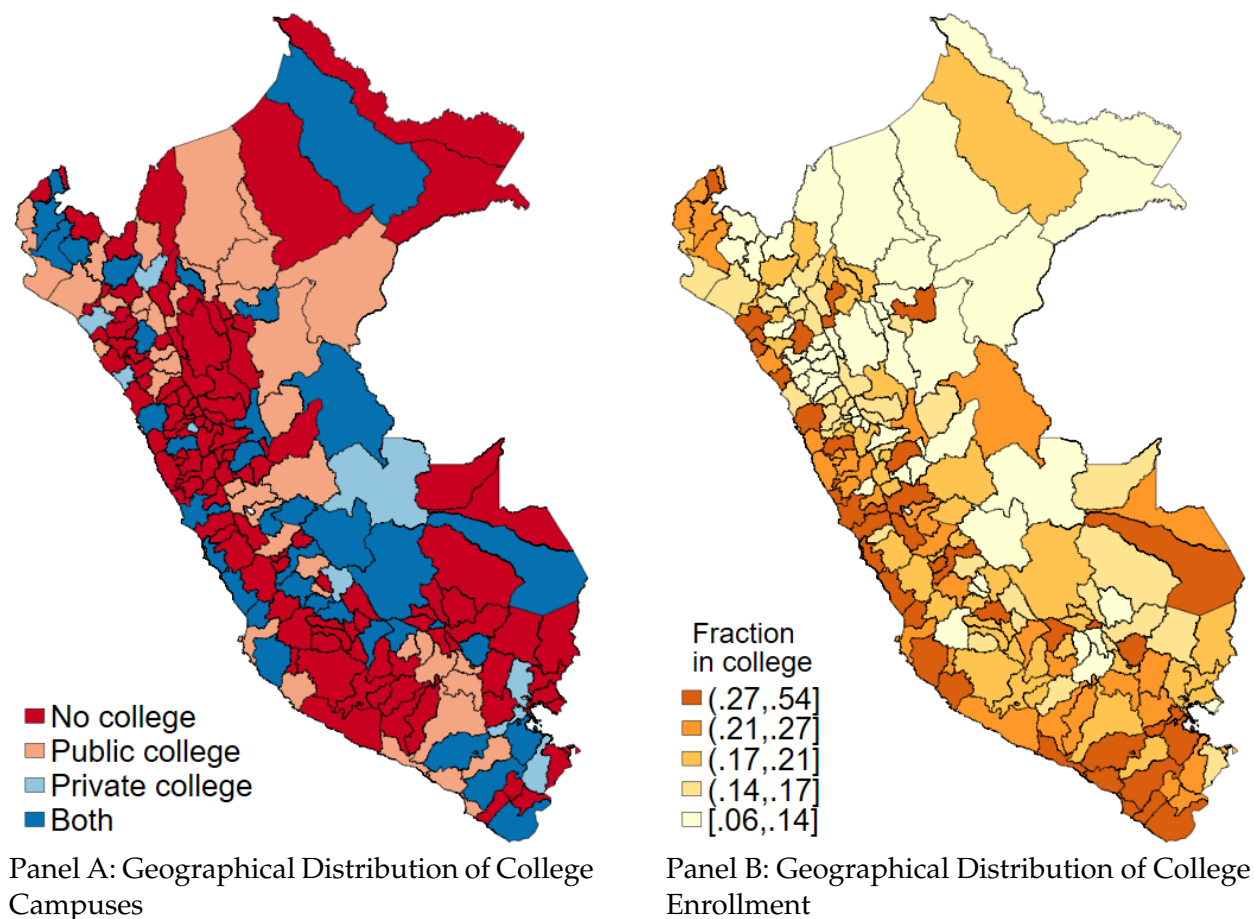 No college
Public college
Private college
Both
Fraction
in college
(.27,.54]
(.21,.27]
(.17,.21]
(.14,.17]
[.06,.14]
Panel A: Geographical Distribution of College
Campuses
Panel B: Geographical Distribution of College
Enrollment